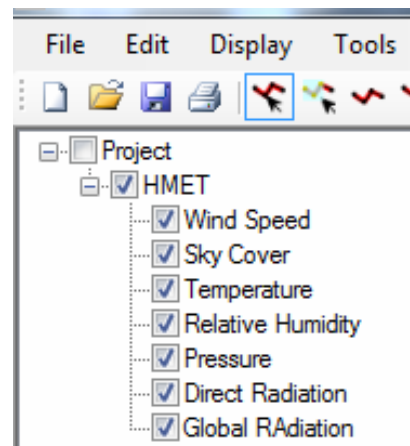 File Edit Display Tools
Project
HMET
Wind Speed
Sky Cover
Temperature
Relative Humidity
Pressure
Direct Radiation
Global RAdiation